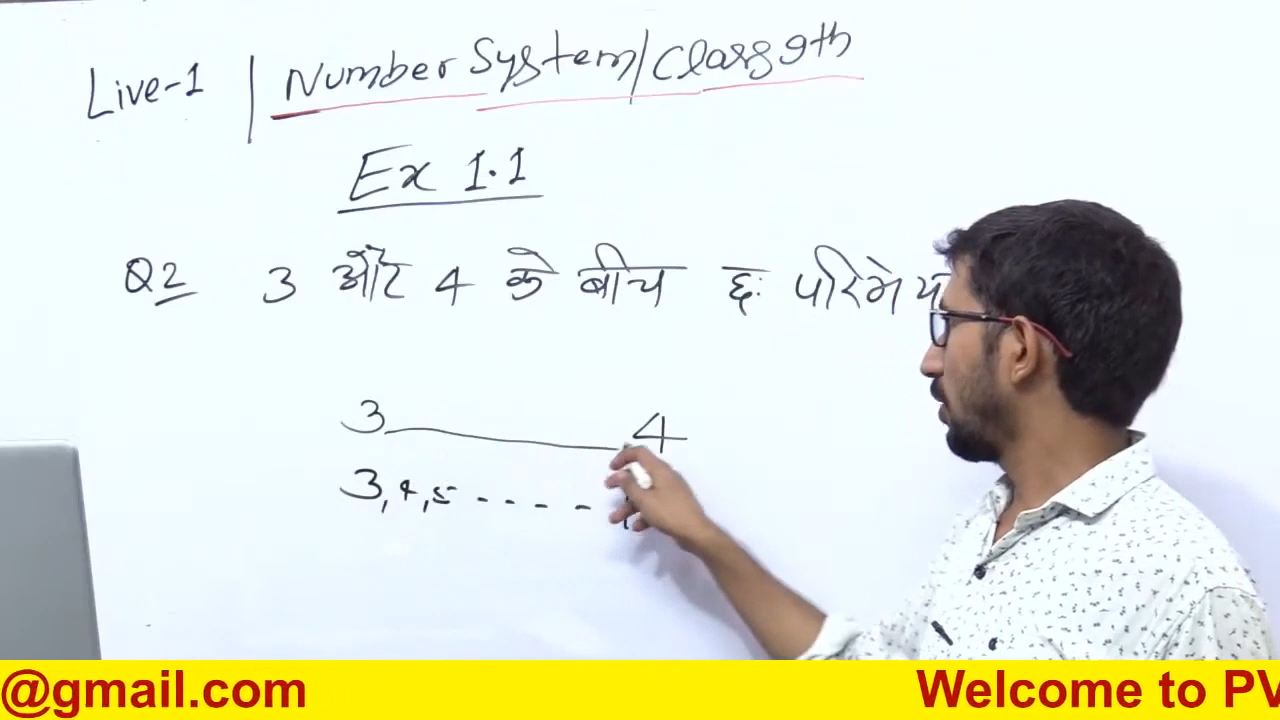 Live-1 | Number System/Class 9th
Ex 1.1
Q2 3 और 4 के बीच छः परिमेय
3 4
3, 4, 5 - - - -
@gmail.com
Welcome to PV